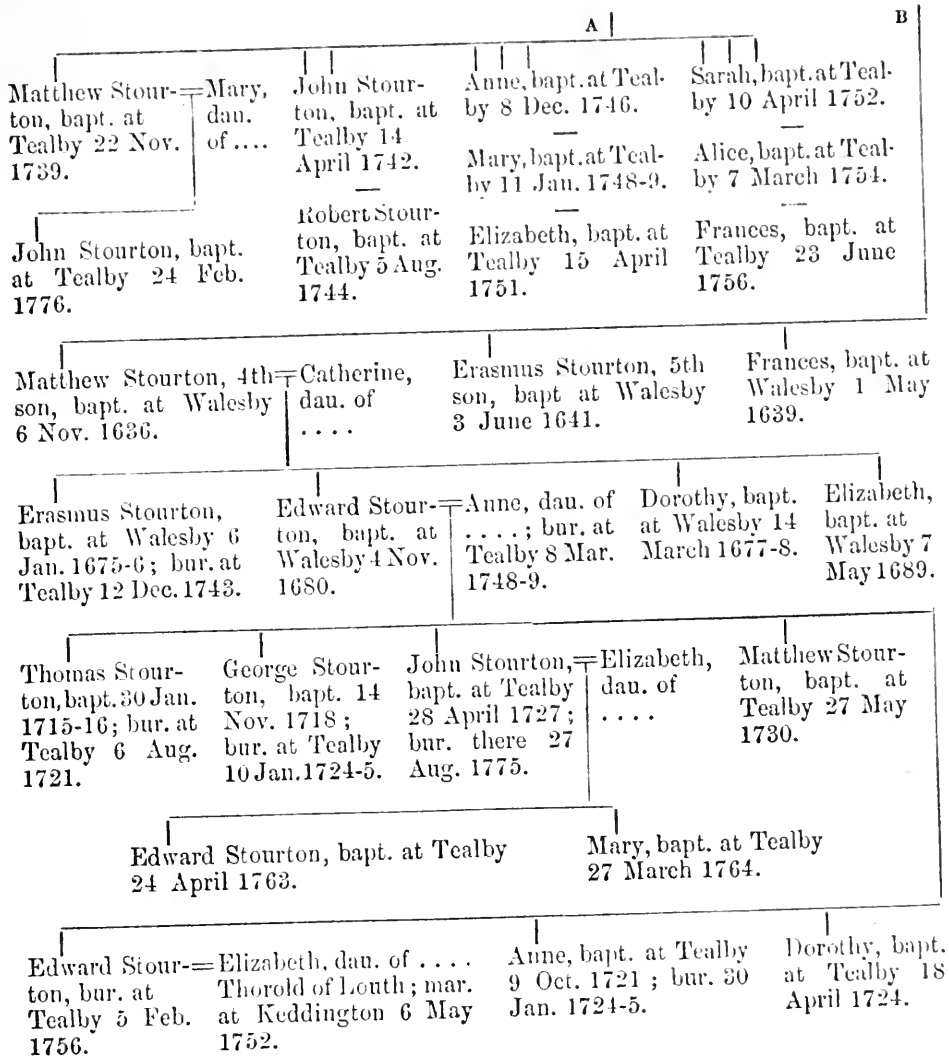 A
B
Matthew Stour-
ton, bapt. at
Tealby 22 Nov.
1739.
Mary,
dau.
of ....
John Stour-
ton, bapt. at
Tealby 14
April 1742.
—
Robert Stour-
ton, bapt. at
Tealby 5 Aug.
1744.
Anne, bapt. at Teal-
by 8 Dec. 1746.
—
Mary, bapt. at Teal-
by 11 Jan. 1748-9.
—
Elizabeth, bapt. at
Tealby 15 April
1751.
Sarah, bapt. at Teal-
by 10 April 1752.
—
Alice, bapt. at Teal-
by 7 March 1754.
—
Frances, bapt. at
Tealby 23 June
1756.
John Stourton, bapt.
at Tealby 24 Feb.
1776.
Matthew Stourton, 4th
son, bapt. at Walesby
6 Nov. 1636.
Catherine,
dau. of
....
Erasmus Stourton, 5th
son, bapt at Walesby
3 June 1641.
Frances, bapt. at
Walesby 1 May
1639.
Erasmus Stourton,
bapt. at Walesby 6
Jan. 1675-6; bur. at
Tealby 12 Dec. 1743.
Edward Stour-
ton, bapt. at
Walesby 4 Nov.
1680.
Anne, dau. of
....; bur. at
Tealby 8 Mar.
1748-9.
Dorothy, bapt.
at Walesby 14
March 1677-8.
Elizabeth,
bapt. at
Walesby 7
May 1689.
Thomas Stour-
ton, bapt. 30 Jan.
1715-16; bur. at
Tealby 6 Aug.
1721.
George Stour-
ton, bapt. 14
Nov. 1718;
bur. at Tealby
10 Jan. 1724-5.
John Stourton,
bapt. at Tealby
28 April 1727;
bur. there 27
Aug. 1775.
Elizabeth,
dau. of
....
Matthew Stour-
ton, bapt. at
Tealby 27 May
1730.
Edward Stourton, bapt. at Tealby
24 April 1763.
Mary, bapt. at Tealby
27 March 1764.
Edward Stour-
ton, bur. at
Tealby 5 Feb.
1756.
Elizabeth, dau. of ....
Thorold of Louth; mar.
at Keddington 6 May
1752.
Anne, bapt. at Tealby
9 Oct. 1721; bur. 30
Jan. 1724-5.
Dorothy, bapt.
at Tealby 18
April 1724.